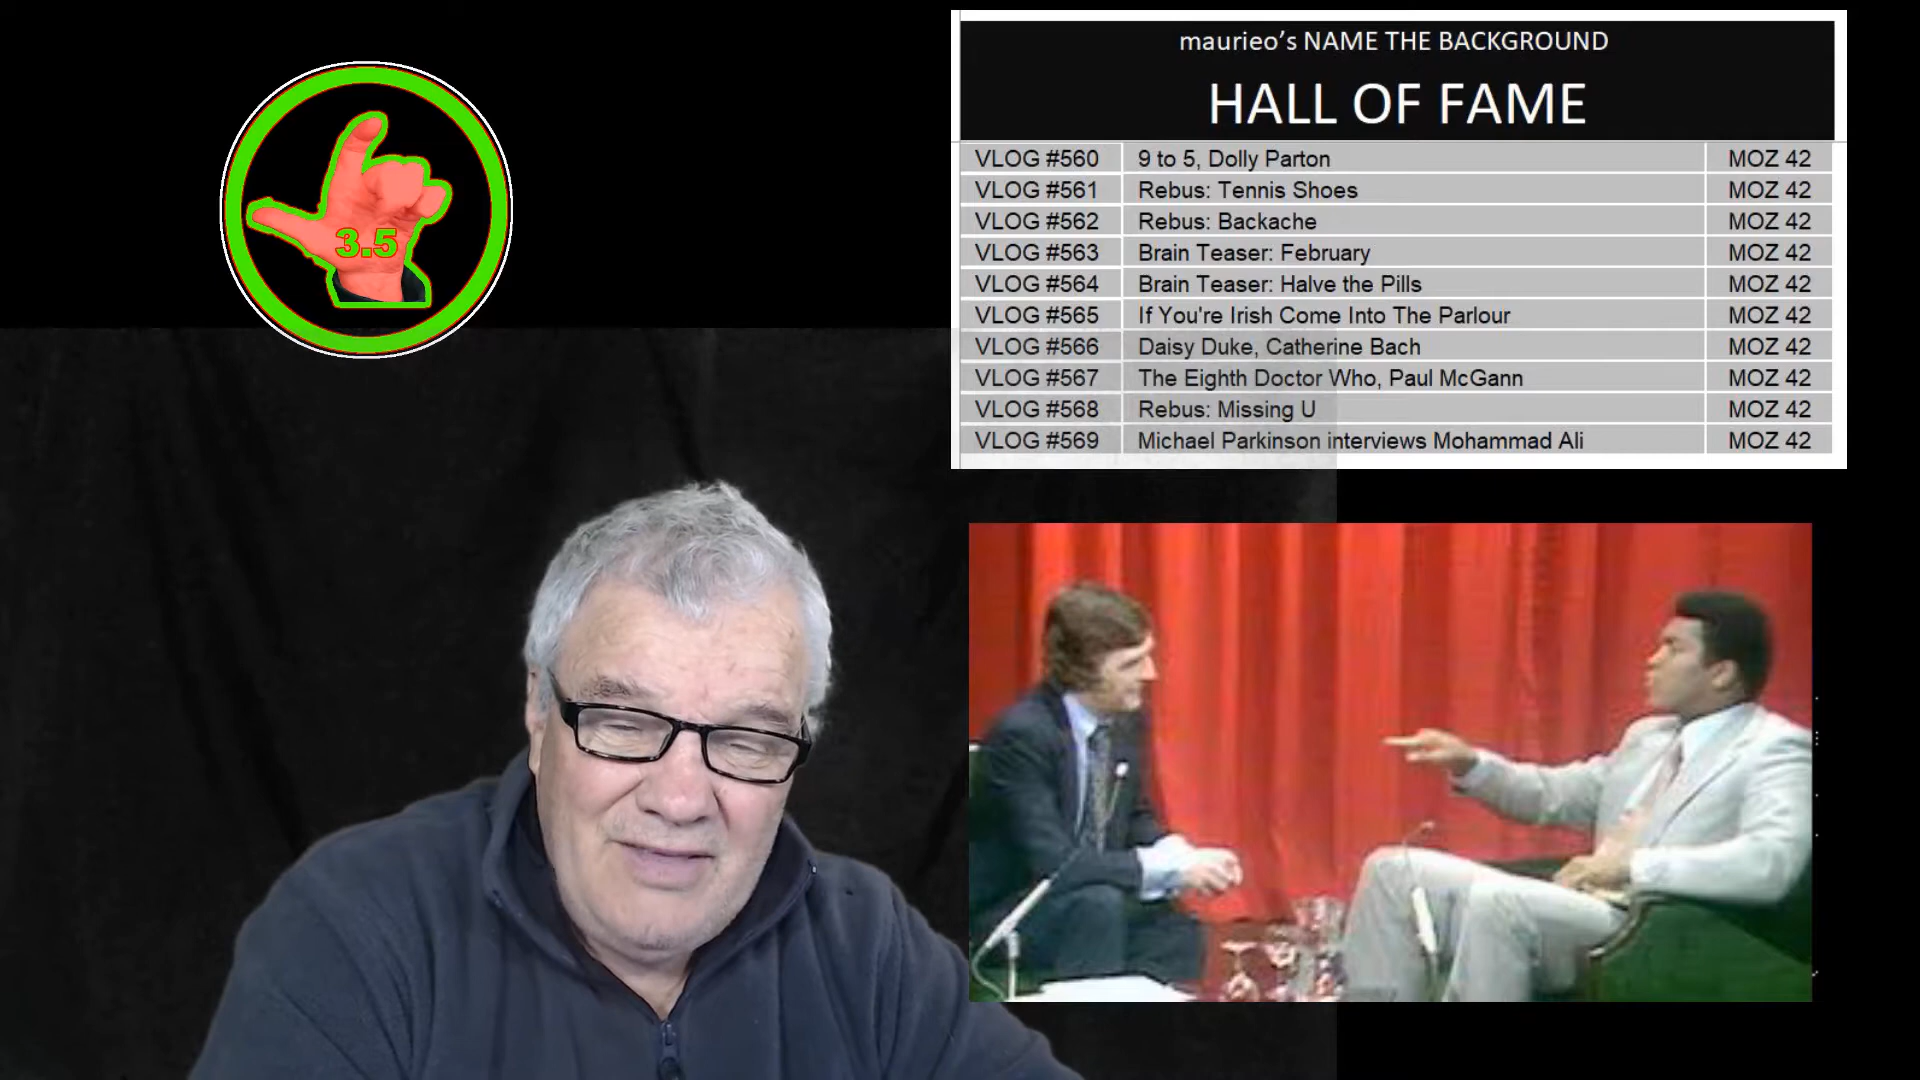 maurieo's NAME THE BACKGROUND
HALL OF FAME
VLOG #560 9 to 5, Dolly Parton MOZ 42
VLOG #561 Rebus: Tennis Shoes MOZ 42
VLOG #562 Rebus: Backache MOZ 42
VLOG #563 Brain Teaser: February MOZ 42
VLOG #564 Brain Teaser: Halve the Pills MOZ 42
VLOG #565 If You're Irish Come Into The Parlour MOZ 42
VLOG #566 Daisy Duke, Catherine Bach MOZ 42
VLOG #567 The Eighth Doctor Who, Paul McGann MOZ 42
VLOG #568 Rebus: Missing U MOZ 42
VLOG #569 Michael Parkinson interviews Mohammad Ali MOZ 42
3.5